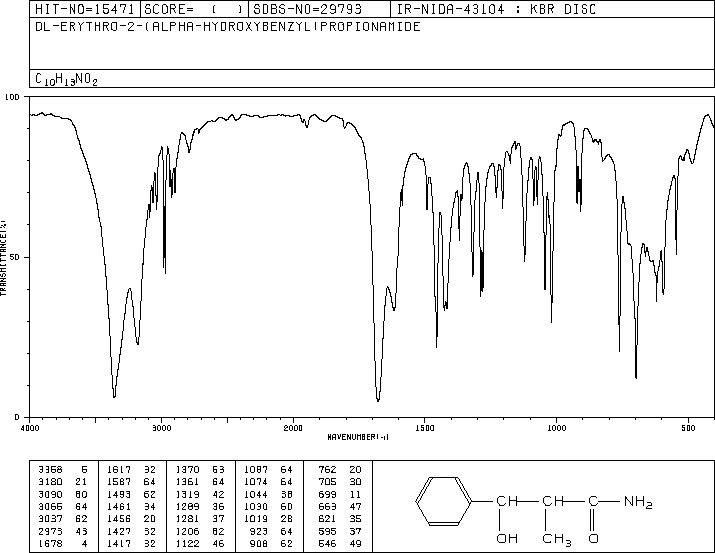 HIT-NO=15471 SCORE= ( ) SDBS-NO=29793 IR-NIDA-43104 : KBR DISC
DL-ERYTHRO-2-(ALPHA-HYDROXYBENZYL)PROPIONAMIDE
C10H13NO2
100
50
0
TRANSMITTANCE(%)
4000 3000 2000 1500 1000 500
WAVENUMBER(-1)
3368 6 1617 32 1370 63 1087 64 762 20
3180 21 1587 64 1361 64 1074 64 705 30
3090 60 1493 62 1319 42 1044 38 699 11
3065 64 1461 34 1289 36 1030 60 663 47
3037 62 1456 20 1281 37 1019 28 621 35
2973 43 1427 32 1206 62 923 64 595 37
1678 4 1417 32 1122 46 908 62 546 49
CH CH C NH2
OH CH3 O